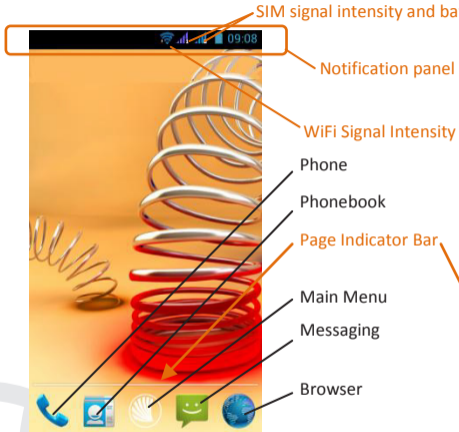 SIM signal intensity and ba
09:08
Notification panel
WiFi Signal Intensity
Phone
Phonebook
Page Indicator Bar
Main Menu
Messaging
Browser